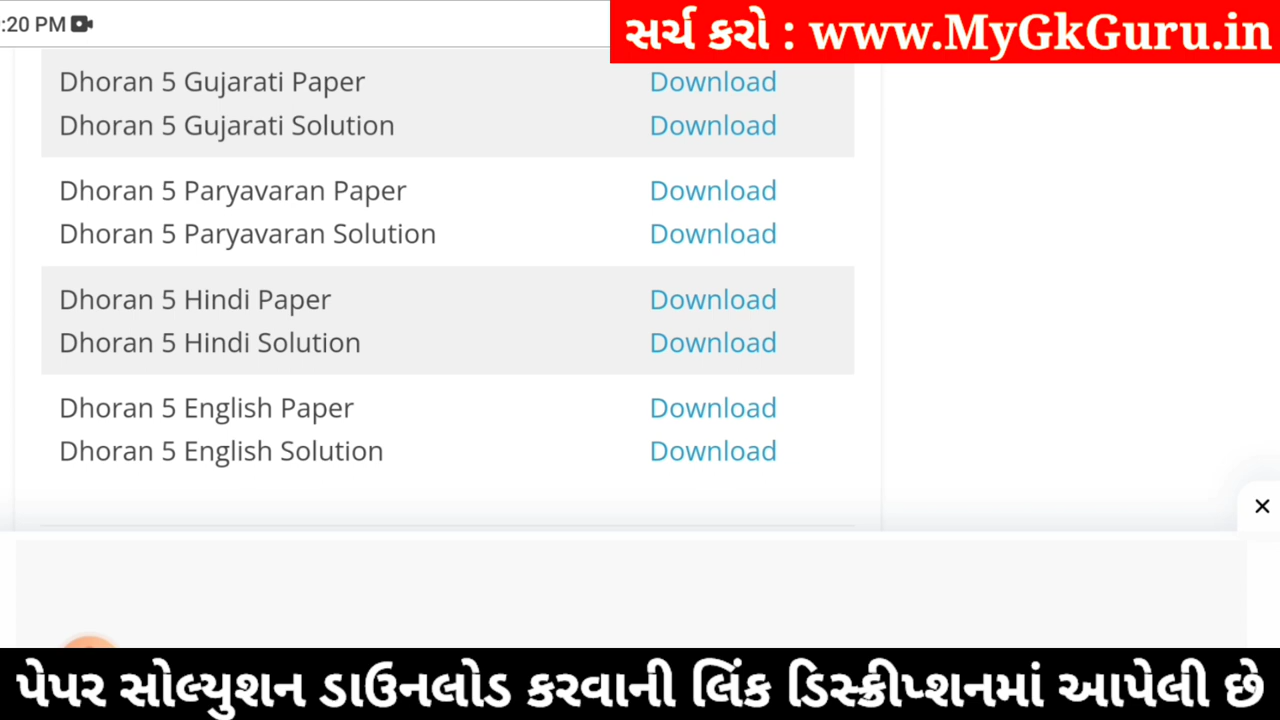 :20 PM
સર્ચ કરો : www.MyGkGuru.in
Dhoran 5 Gujarati Paper Download
Dhoran 5 Gujarati Solution Download
Dhoran 5 Paryavaran Paper Download
Dhoran 5 Paryavaran Solution Download
Dhoran 5 Hindi Paper Download
Dhoran 5 Hindi Solution Download
Dhoran 5 English Paper Download
Dhoran 5 English Solution Download
પેપર સોલ્યુશન ડાઉનલોડ કરવાની લિંક ડિસ્ક્રીપ્શનમાં આપેલી છે